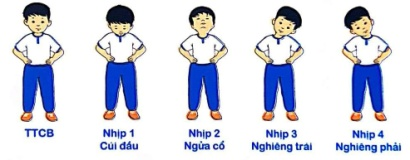 TTCB
Nhịp 1
Cúi đầu
Nhịp 2
Ngửa cổ
Nhịp 3
Nghiêng trái
Nhịp 4
Nghiêng phải